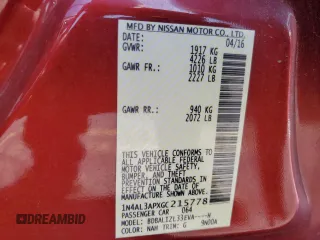 MFD BY NISSAN MOTOR CO., LTD.
DATE: 04/16
GVWR: 1917 KG
4226 LB
GAWR FR.: 1010 KG
2227 LB
GAWR RR.: 940 KG
2072 LB
THIS VEHICLE CONFORMS TO ALL APPLICABLE
FEDERAL MOTOR VEHICLE SAFETY,
BUMPER, AND THEFT PREVENTION
STANDARDS IN EFFECT ON THE DATE OF
MANUFACTURE SHOWN ABOVE.
1N4AL3APXGC215778
PASSENGER CAR
MODEL:
COLOR: NAH TRIM: G